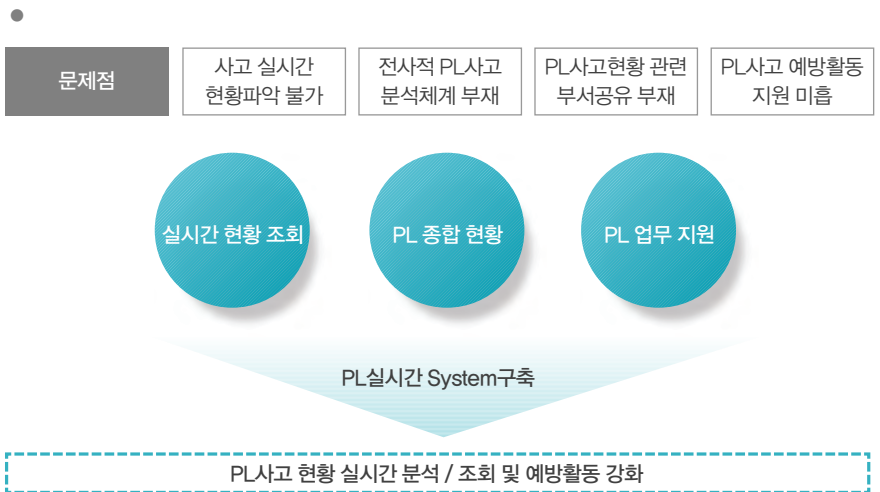 문제점
사고 실시간
현황파악 불가
전사적 PL사고
분석체계 부재
PL사고현황 관련
부서공유 부재
PL사고 예방활동
지원 미흡
실시간 현황 조회
PL 종합 현황
PL 업무 지원
PL실시간 System구축
PL사고 현황 실시간 분석 / 조회 및 예방활동 강화